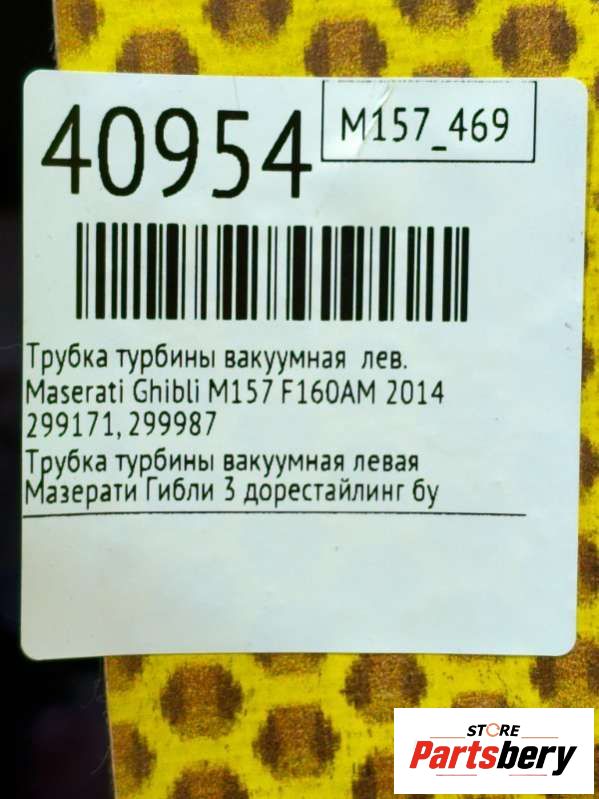 40954
M157_469
Трубка турбины вакуумная лев.
Maserati Ghibli M157 F160AM 2014
299171, 299987
Трубка турбины вакуумная левая
Мазерати Гибли 3 дорестайлинг бу
STORE
Partsbery